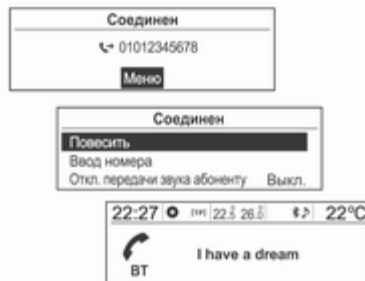 Соединен
01012345678
Меню
Соединен
Повесить
Ввод номера
Откл. передачи звука абоненту Выкл.
22:27 22.5 26.0 22°C
I have a dream
BT